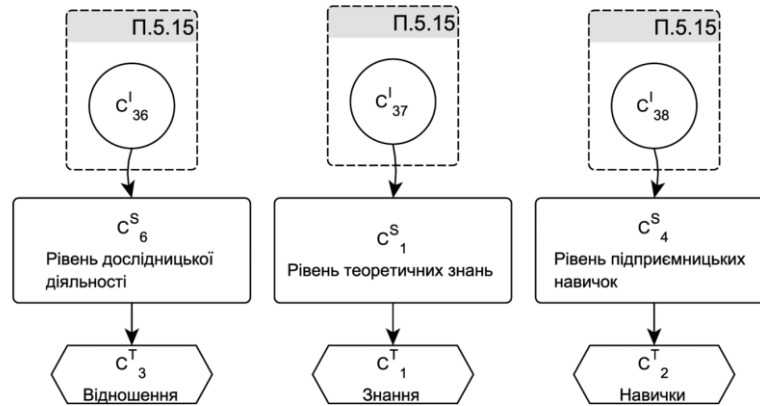 П.5.15
C^I_36
C^S_6
Рівень дослідницької
діяльності
C^T_3
Відношення
П.5.15
C^I_37
C^S_1
Рівень теоретичних знань
C^T_1
Знання
П.5.15
C^I_38
C^S_4
Рівень підприємницьких
навичок
C^T_2
Навички